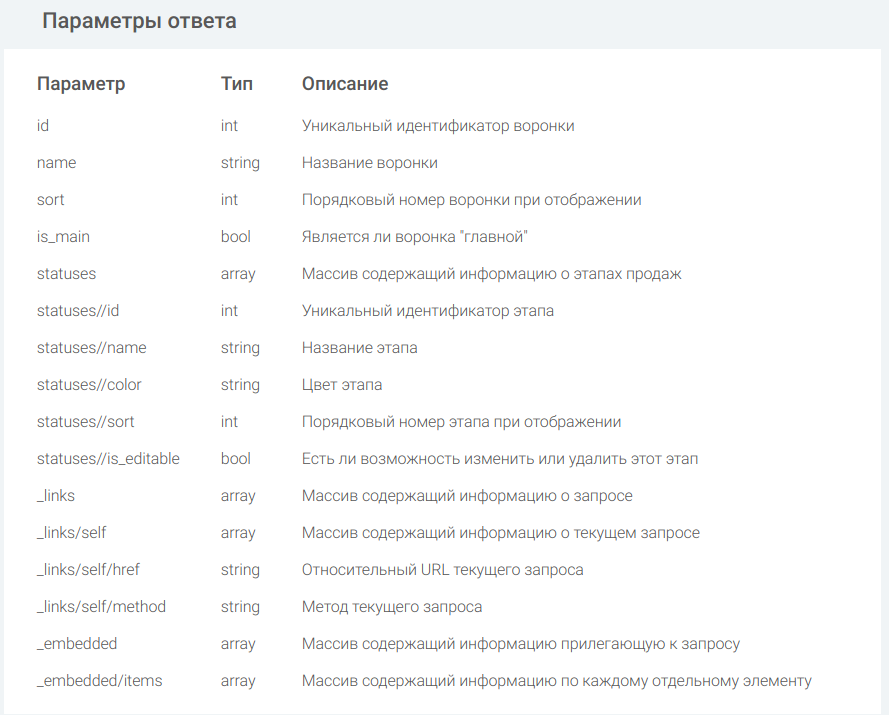 Параметры ответа
Параметр Тип Описание
id int Уникальный идентификатор воронки
name string Название воронки
sort int Порядковый номер воронки при отображении
is_main bool Является ли воронка "главной"
statuses array Массив содержащий информацию о этапах продаж
statuses//id int Уникальный идентификатор этапа
statuses//name string Название этапа
statuses//color string Цвет этапа
statuses//sort int Порядковый номер этапа при отображении
statuses//is_editable bool Есть ли возможность изменить или удалить этот этап
_links array Массив содержащий информацию о запросе
_links/self array Массив содержащий информацию о текущем запросе
_links/self/href string Относительный URL текущего запроса
_links/self/method string Метод текущего запроса
_embedded array Массив содержащий информацию прилегающую к запросу
_embedded/items array Массив содержащий информацию по каждому отдельному элементу